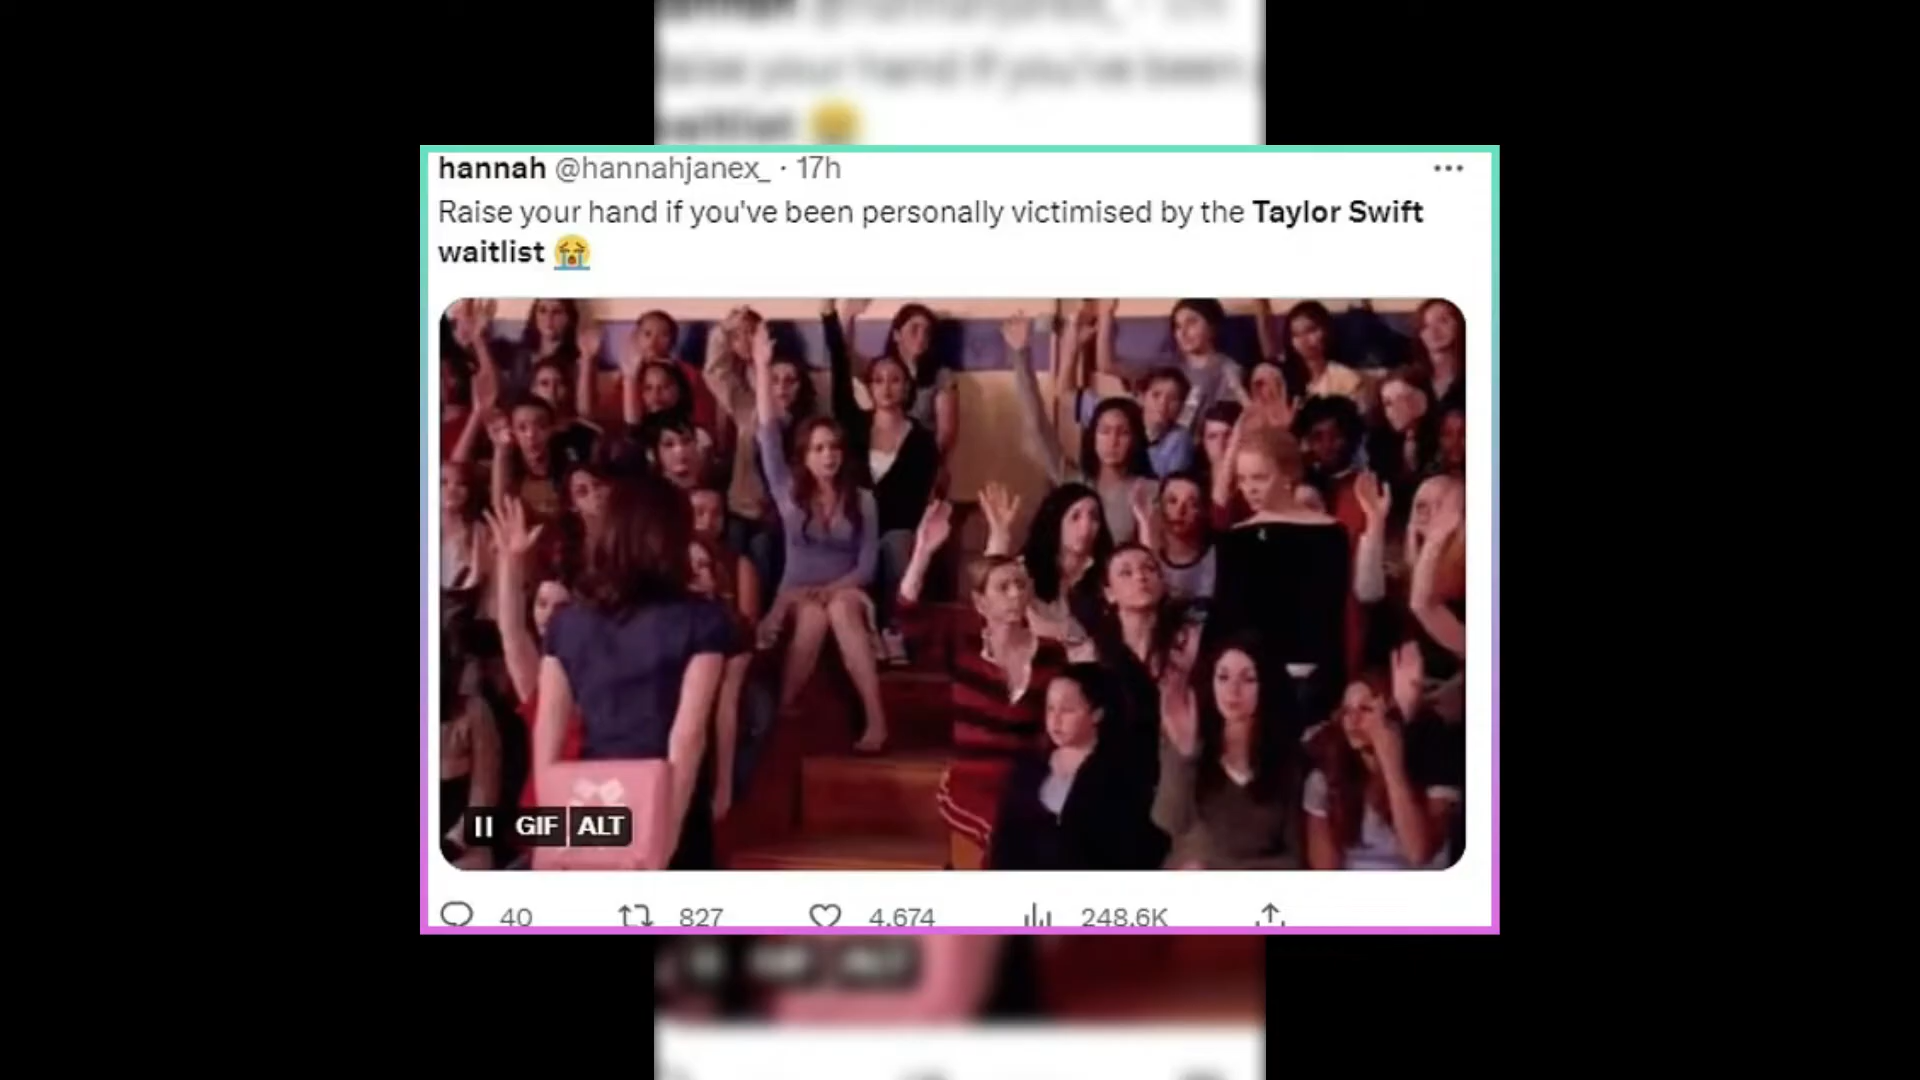 hannah @hannahjanex_ · 17h
Raise your hand if you've been personally victimised by the Taylor Swift
waitlist 😭
GIF ALT
40 827 4,674 248.6K